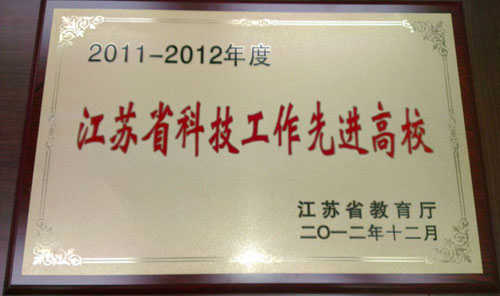 2011-2012年度
江苏省科技工作先进高校
江苏省教育厅
二〇一二年十二月